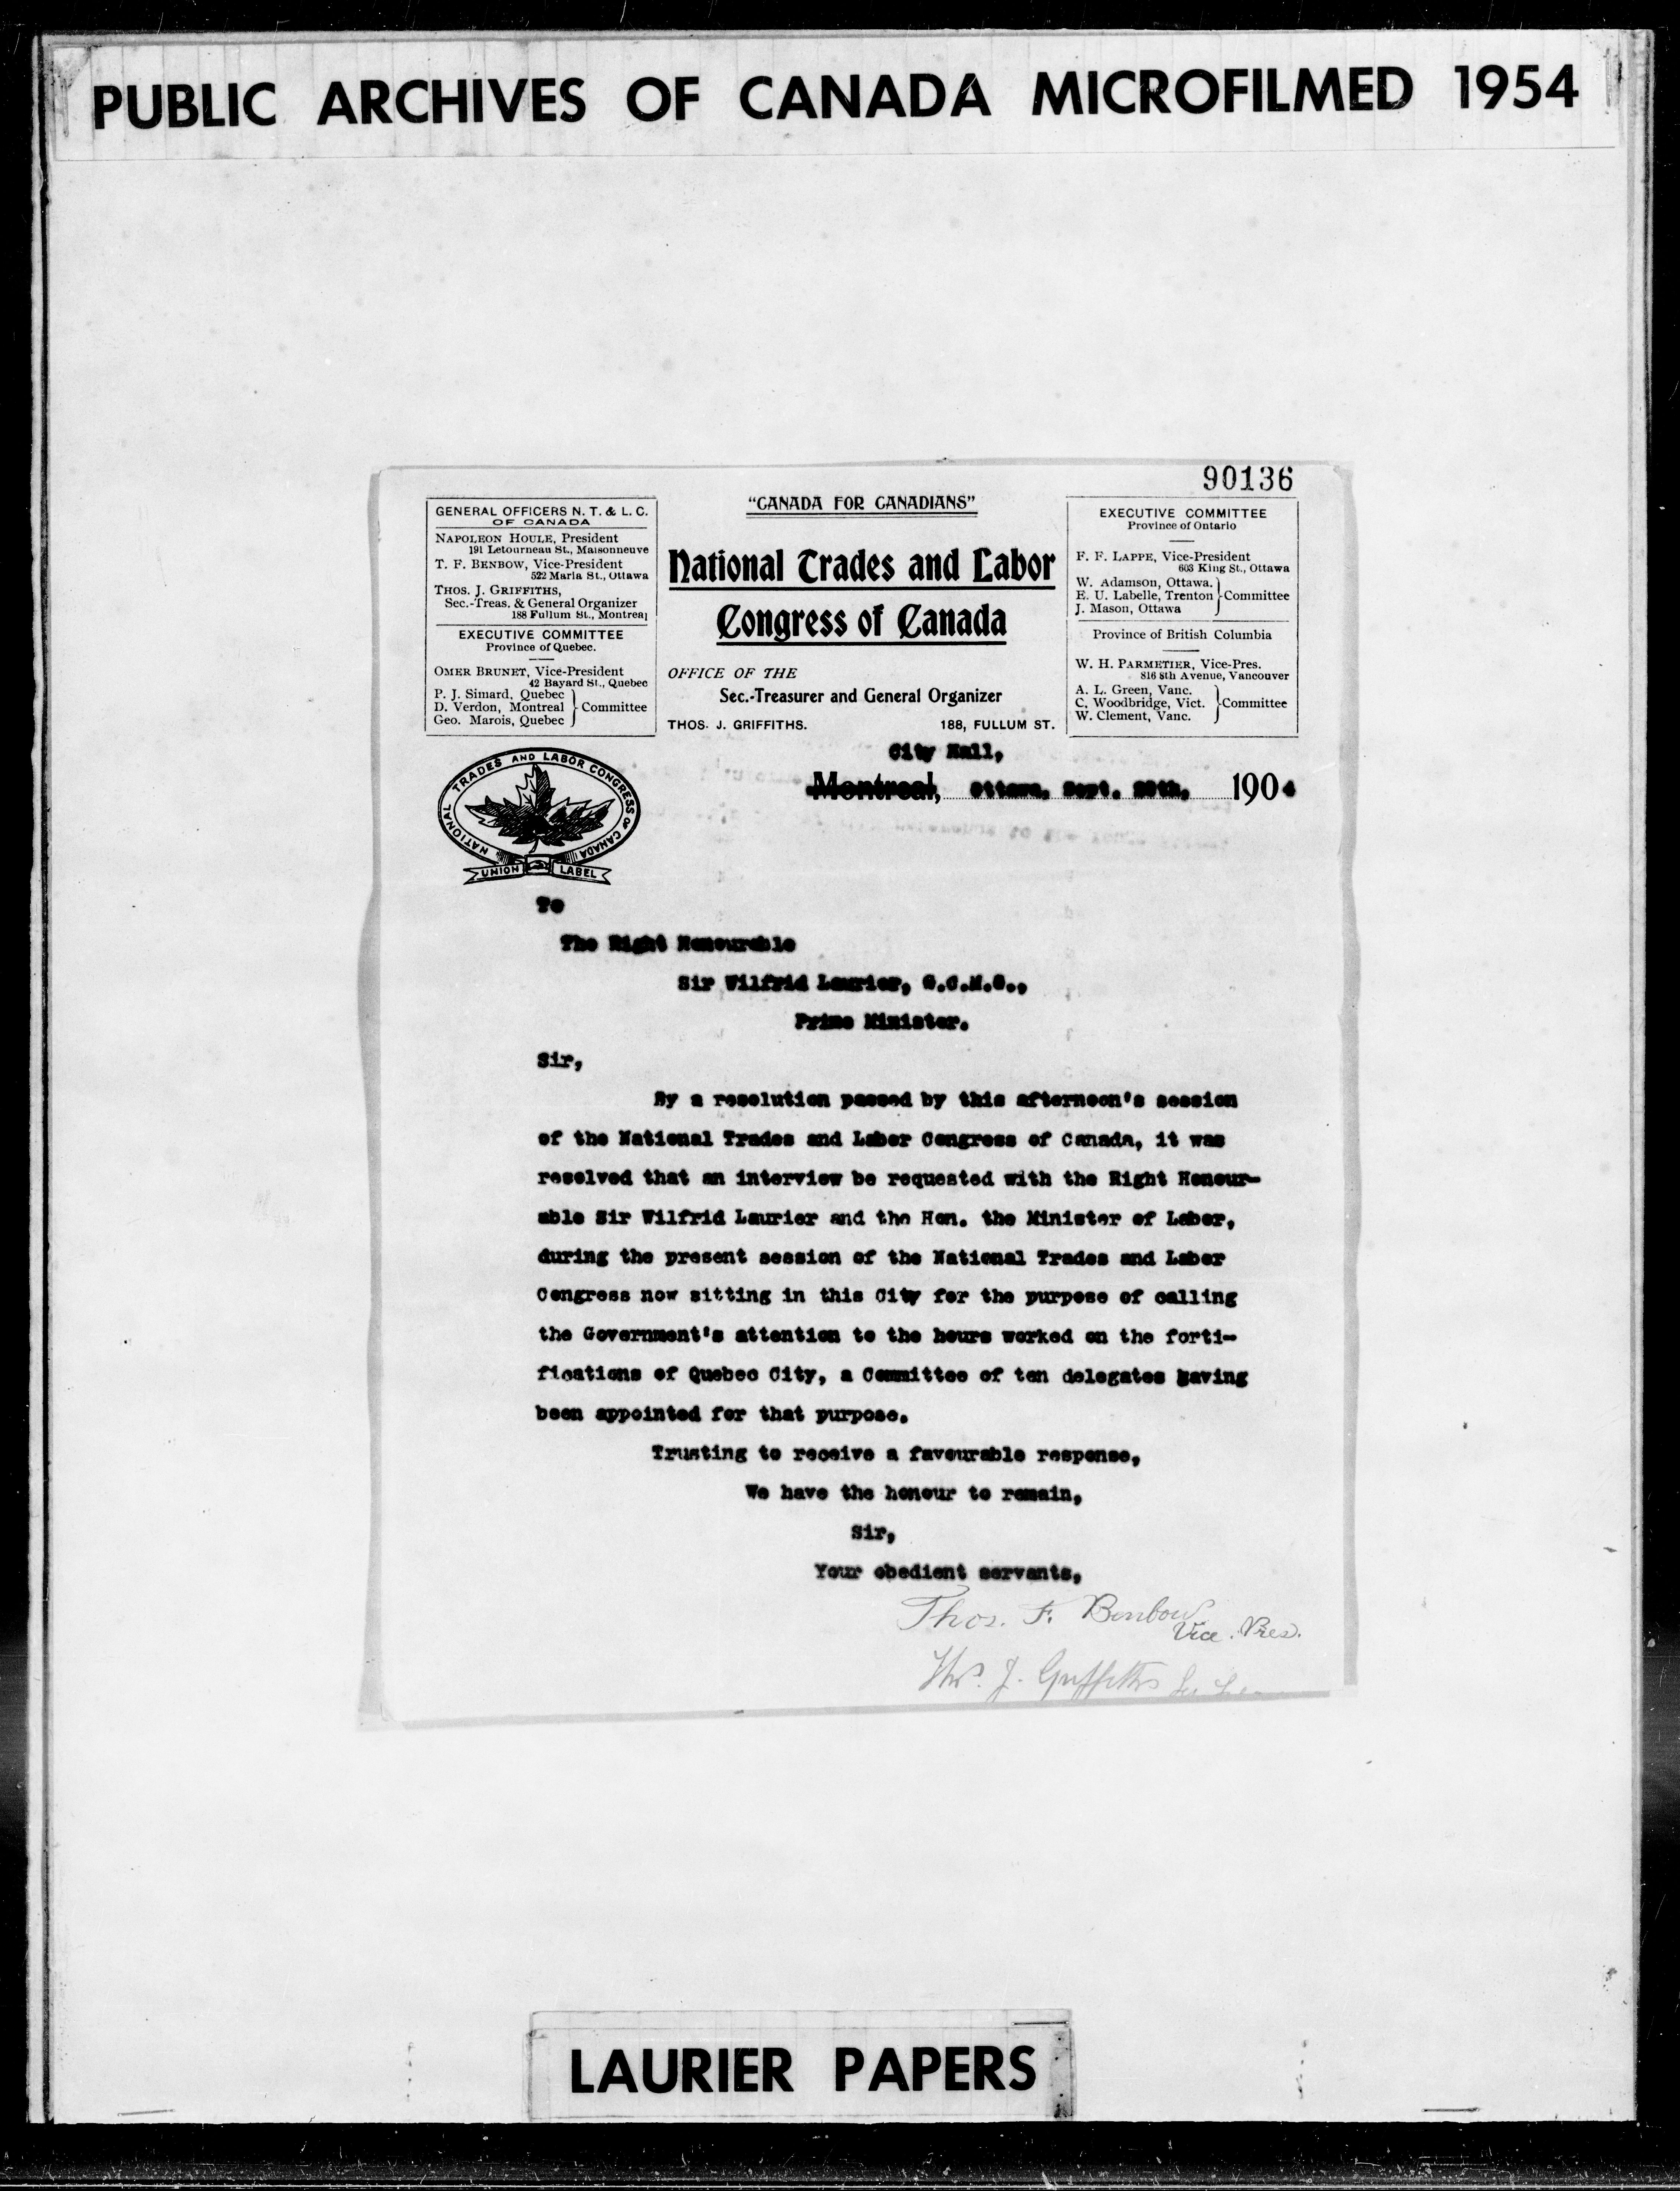 PUBLIC ARCHIVES OF CANADA MICROFILMED 1954
90136
GENERAL OFFICERS N. T. & L. C.
OF CANADA
NAPOLEON HOULE, President
191 Letourneau St., Maisonneuve
T. F. BENBOW, Vice-President
522 Maria St., Ottawa
THOS. J. GRIFFITHS,
Sec.-Treas. & General Organizer
188 Fullum St., Montreal
EXECUTIVE COMMITTEE
Province of Quebec.
OMER BRUNET, Vice-President
42 Bayard St., Quebec
P. J. Simard, Quebec
D. Verdon, Montreal } Committee
Geo. Marois, Quebec
"CANADA FOR CANADIANS"
National Trades and Labor
Congress of Canada
OFFICE OF THE
Sec.-Treasurer and General Organizer
THOS. J. GRIFFITHS. 188, FULLUM ST.
EXECUTIVE COMMITTEE
Province of Ontario
F. F. LAPPE, Vice-President
603 King St., Ottawa
W. Adamson, Ottawa.
E. U. Labelle, Trenton } Committee
J. Mason, Ottawa
Province of British Columbia
W. H. PARMETIER, Vice-Pres.
816 8th Avenue, Vancouver
A. L. Green, Vanc.
C. Woodbridge, Vict. } Committee
W. Clement, Vanc.
NATIONAL TRADES AND LABOR CONGRESS OF CANADA
UNION LABEL
City Hall,
Montreal, Ottawa, Sept. 1904
To
The Right Honourable
Sir Wilfrid Laurier, G.C.M.G.,
Prime Minister.
Sir,
By a resolution passed by this afternoon's session
of the National Trades and Labor Congress of Canada, it was
resolved that an interview be requested with the Right Honour-
able Sir Wilfrid Laurier and the Hon. the Minister of Labor,
during the present session of the National Trades and Labor
Congress now sitting in this City for the purpose of calling
the Government's attention to the hours worked on the forti-
fications of Quebec City, a Committee of ten delegates having
been appointed for that purpose.
Trusting to receive a favourable response,
We have the honour to remain,
Sir,
Your obedient servants,
Thos. F. Benbow
Vice. Pres.
Thos. J. Griffiths
LAURIER PAPERS